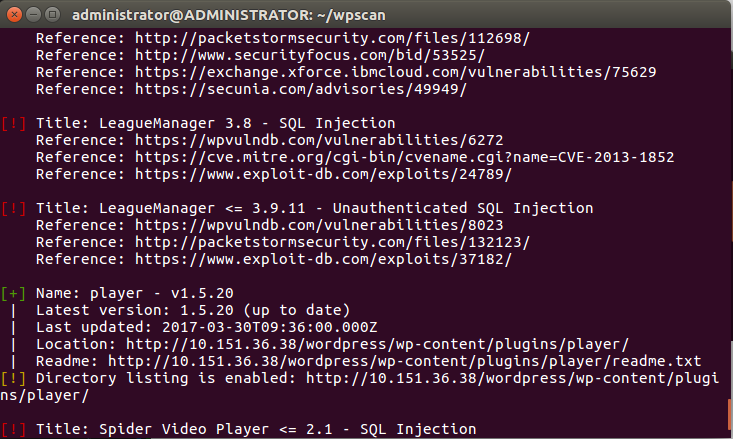 administrator@ADMINISTRATOR: ~/wpscan
Reference: http://packetstormsecurity.com/files/112698/
Reference: http://www.securityfocus.com/bid/53525/
Reference: https://exchange.xforce.ibmcloud.com/vulnerabilities/75629
Reference: https://secunia.com/advisories/49949/
[!] Title: LeagueManager 3.8 - SQL Injection
Reference: https://wpvulndb.com/vulnerabilities/6272
Reference: https://cve.mitre.org/cgi-bin/cvename.cgi?name=CVE-2013-1852
Reference: https://www.exploit-db.com/exploits/24789/
[!] Title: LeagueManager <= 3.9.11 - Unauthenticated SQL Injection
Reference: https://wpvulndb.com/vulnerabilities/8023
Reference: http://packetstormsecurity.com/files/132123/
Reference: https://www.exploit-db.com/exploits/37182/
[+] Name: player - v1.5.20
| Latest version: 1.5.20 (up to date)
| Last updated: 2017-03-30T09:36:00.000Z
| Location: http://10.151.36.38/wordpress/wp-content/plugins/player/
| Readme: http://10.151.36.38/wordpress/wp-content/plugins/player/readme.txt
[!] Directory listing is enabled: http://10.151.36.38/wordpress/wp-content/plugi
ns/player/
[!] Title: Spider Video Player <= 2.1 - SQL Injection